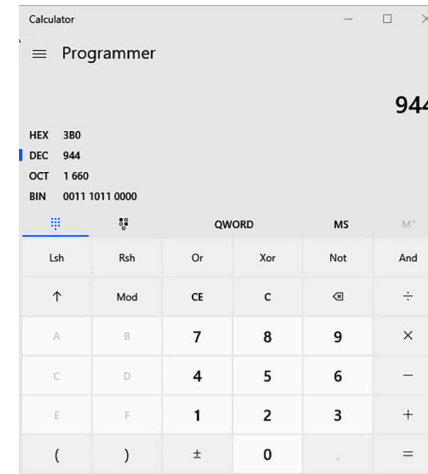 Calculator
Programmer
944
HEX 3B0
DEC 944
OCT 1 660
BIN 0011 1011 0000
QWORD MS M⁺
Lsh Rsh Or Xor Not And
↑ Mod CE C ⌫ ÷
A B 7 8 9 ×
C D 4 5 6 −
E F 1 2 3 +
( ) ± 0 . =